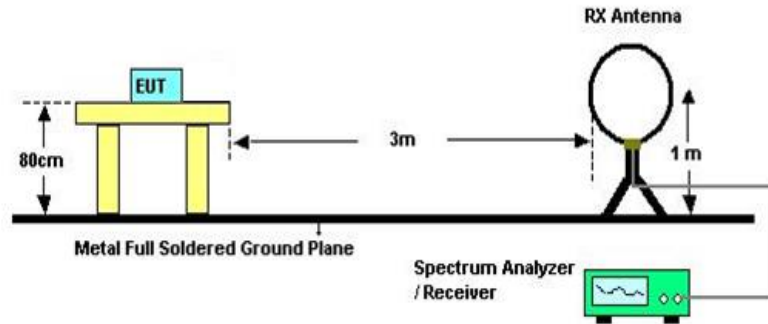 RX Antenna
EUT
3m
80cm
1 m
Metal Full Soldered Ground Plane
Spectrum Analyzer
/ Receiver